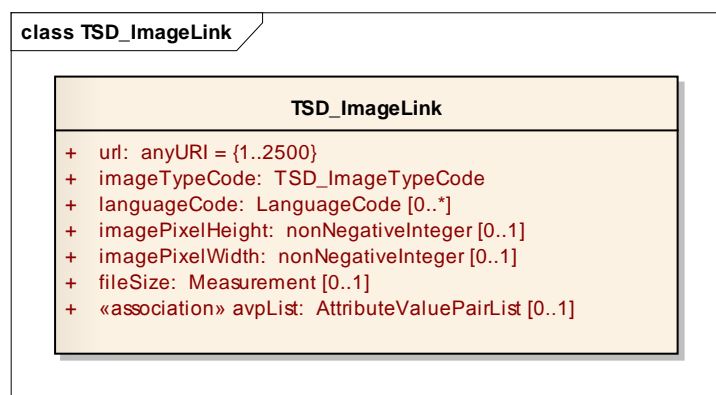 class TSD_ImageLink
TSD_ImageLink
+ url: anyURI = {1..2500}
+ imageTypeCode: TSD_ImageTypeCode
+ languageCode: LanguageCode [0..*]
+ imagePixelHeight: nonNegativeInteger [0..1]
+ imagePixelWidth: nonNegativeInteger [0..1]
+ fileSize: Measurement [0..1]
+ «association» avpList: AttributeValuePairList [0..1]